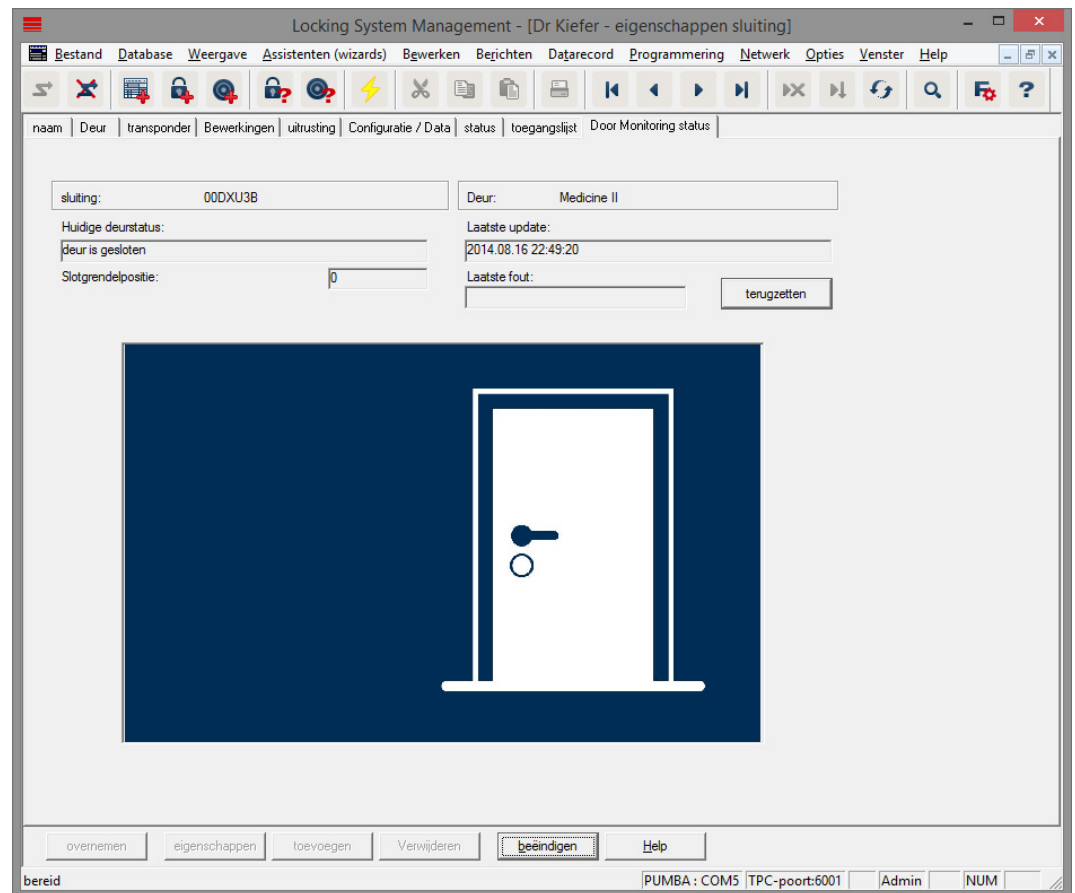 Locking System Management - [Dr Kiefer - eigenschappen sluiting]
Bestand Database Weergave Assistenten (wizards) Bewerken Berichten Datarecord Programmering Netwerk Opties Venster Help
naam Deur transponder Bewerkingen uitrusting Configuratie / Data status toegangslijst Door Monitoring status
sluiting: 00DXU3B Deur: Medicine II
Huidige deurstatus: Laatste update:
deur is gesloten 2014.08.16 22:49:20
Slotgrendelpositie: 0 Laatste fout:
terugzetten
overnemen eigenschappen toevoegen Verwijderen beëindigen Help
bereid PUMBA : COM5 TPC-poort:6001 Admin NUM